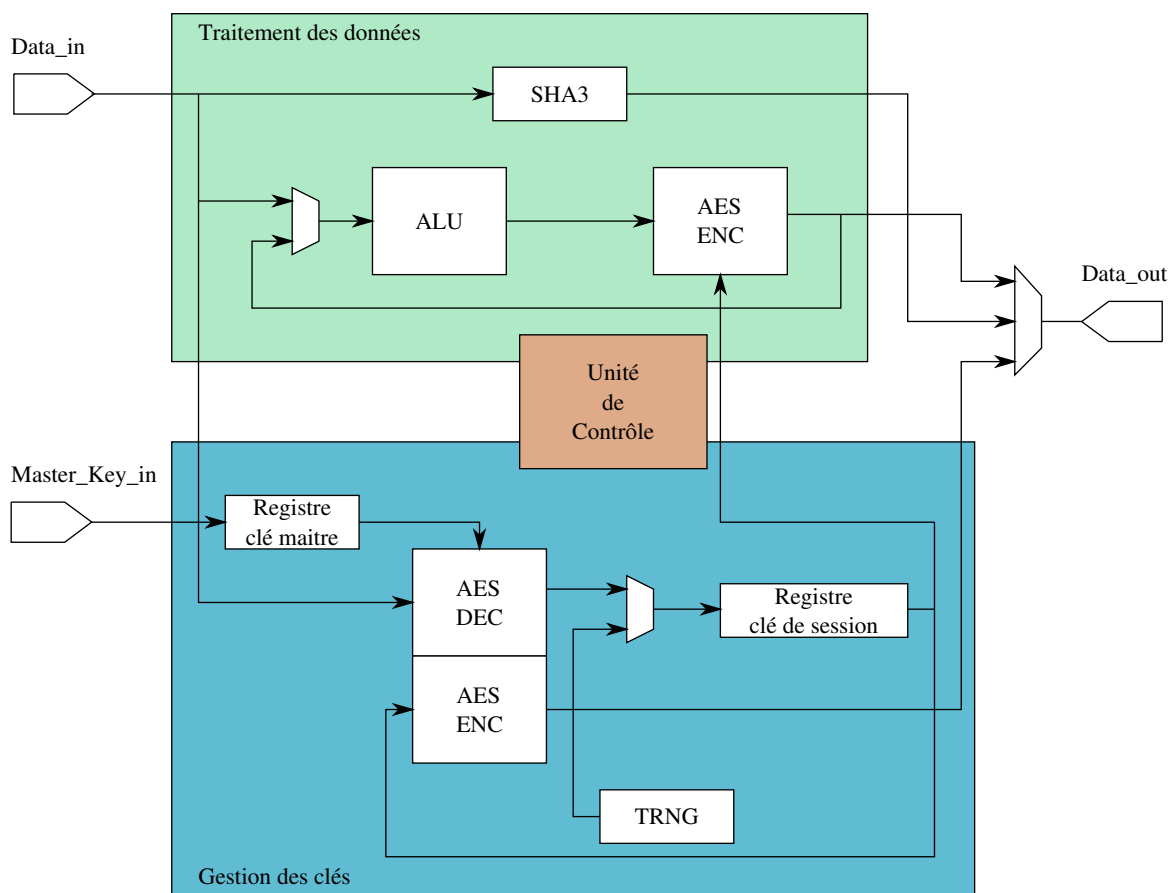 Traitement des données
Data_in
SHA3
ALU
AES
ENC
Data_out
Unité
de
Contrôle
Master_Key_in
Registre
clé maitre
AES
DEC
Registre
clé de session
AES
ENC
TRNG
Gestion des clés